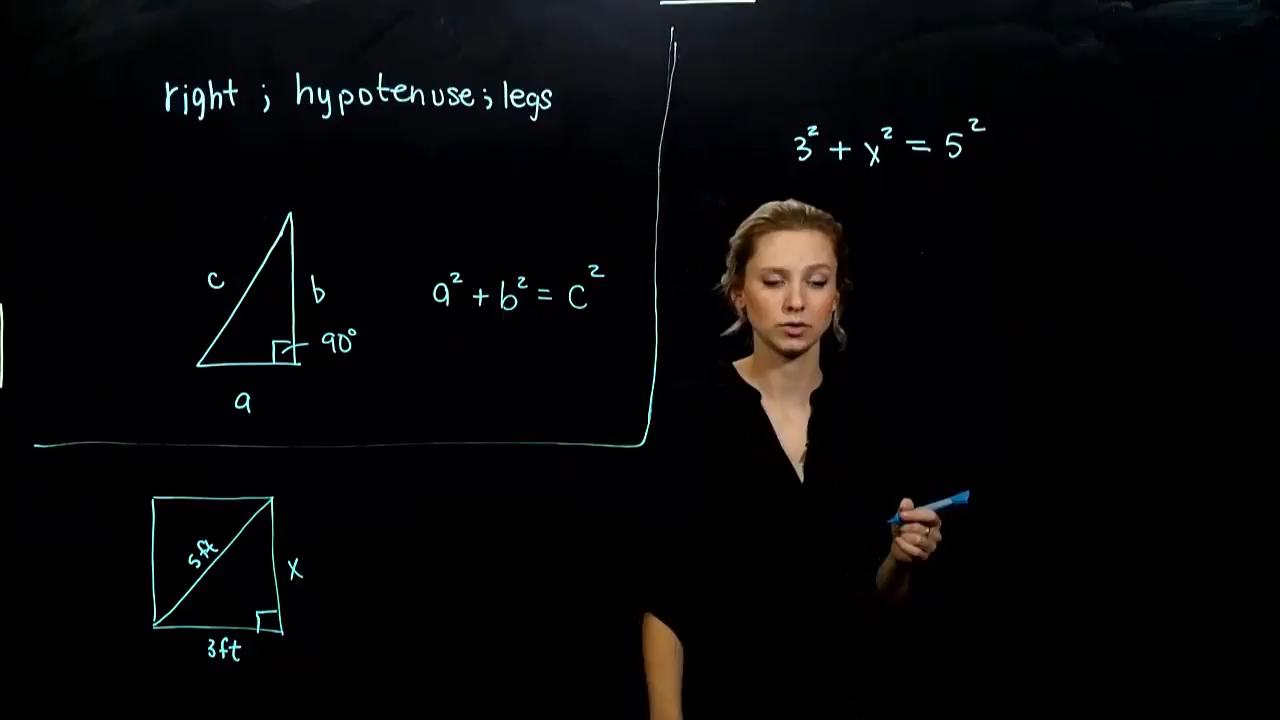 right ; hypotenuse ; legs
c
b
90°
a
a² + b² = c²
5ft
x
3ft
3² + x² = 5²